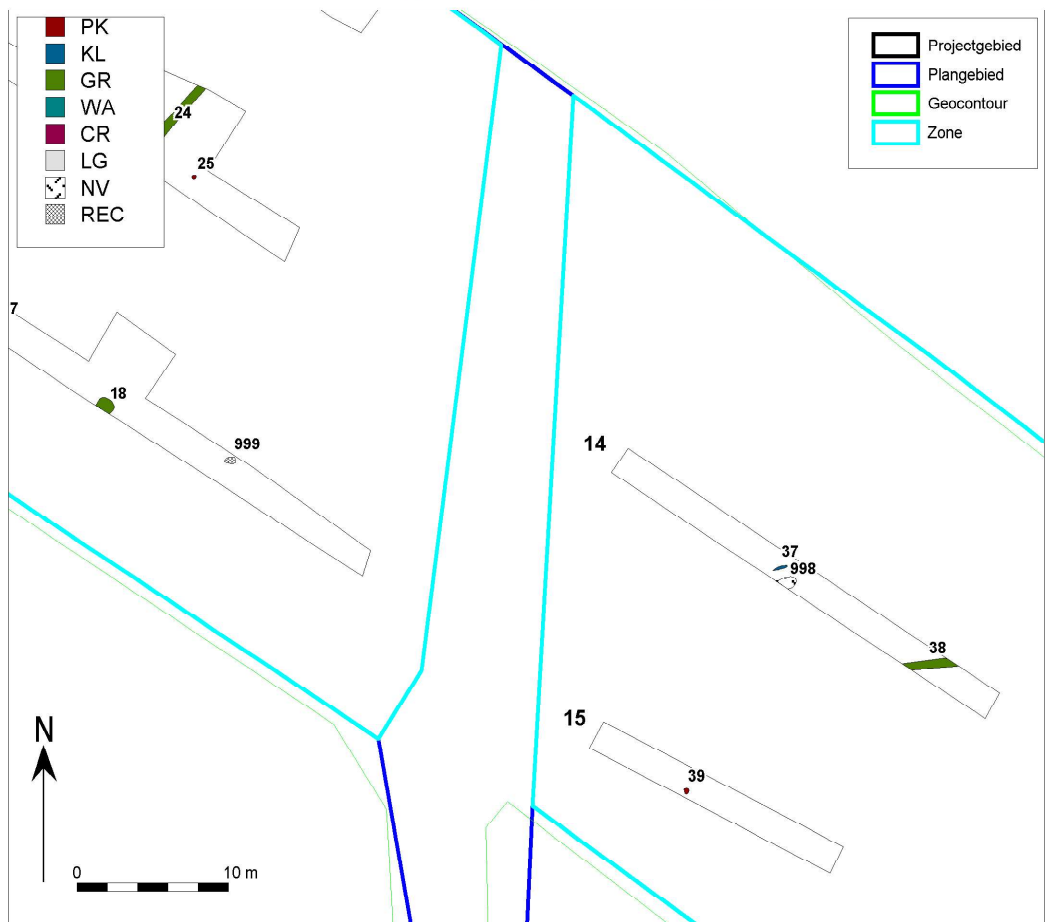 PK
KL
GR
WA
CR
LG
NV
REC
Projectgebied
Plangebied
Geocontour
Zone
24
25
7
18
999
14
37
998
38
15
39
N
0 10 m